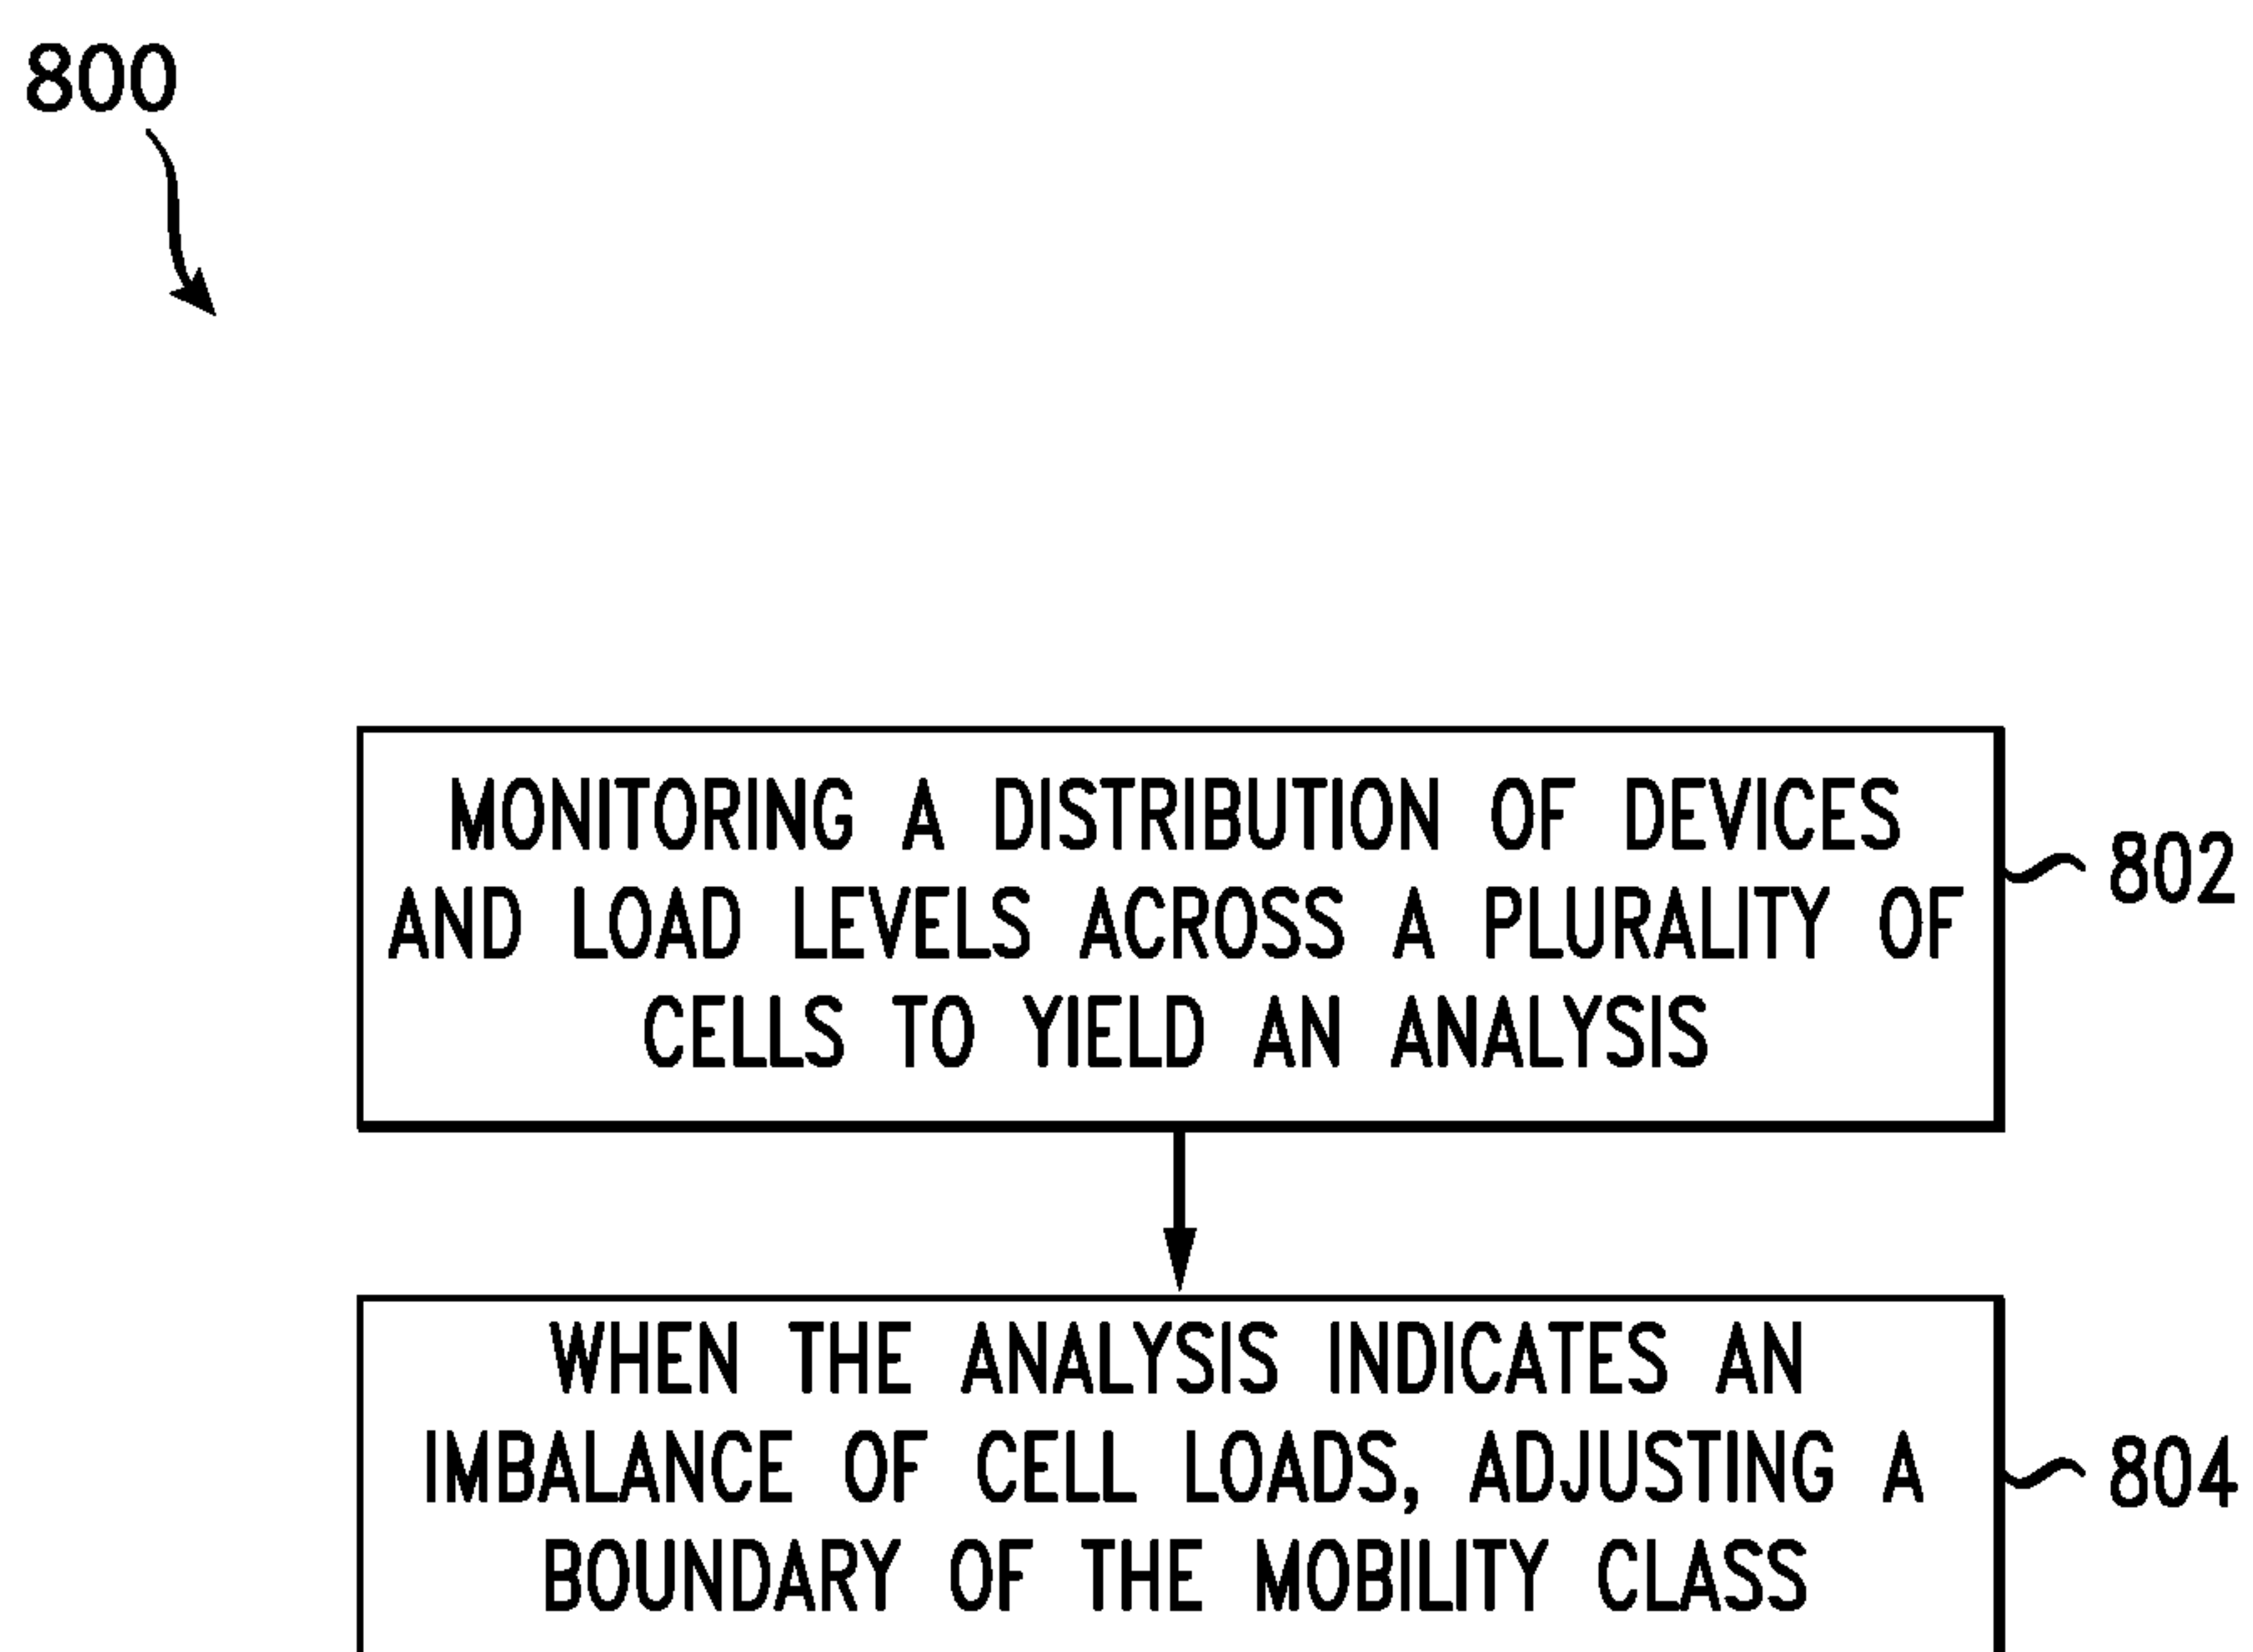 800
MONITORING A DISTRIBUTION OF DEVICES
AND LOAD LEVELS ACROSS A PLURALITY OF
CELLS TO YIELD AN ANALYSIS
802
WHEN THE ANALYSIS INDICATES AN
IMBALANCE OF CELL LOADS, ADJUSTING A
BOUNDARY OF THE MOBILITY CLASS
804